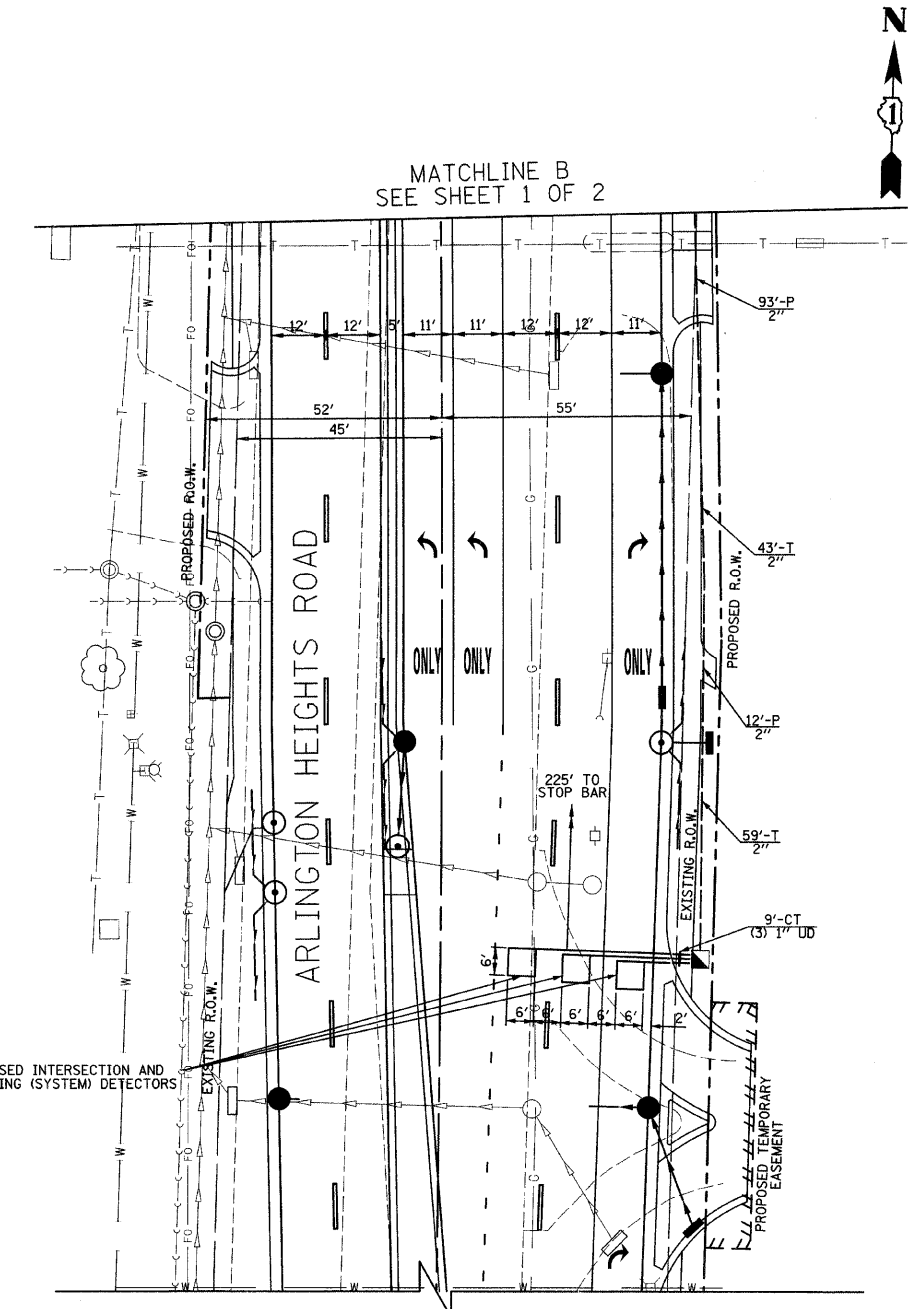 N
1
MATCHLINE B
SEE SHEET 1 OF 2
T T T T T T T T
FO
W
93'-P
2"
12' 12' 5' 11' 11' 12' 12' 11'
G
52' 55'
45'
PROPOSED R.O.W.
43'-T
2"
PROPOSED R.O.W.
ARLINGTON HEIGHTS ROAD
ONLY ONLY ONLY
12'-P
2"
225' TO
STOP BAR
59'-T
2"
EXISTING R.O.W.
9'-CT
(3) 1" UD
6'
6' 6' 6' 6' 6' 2'
SED INTERSECTION AND
ING (SYSTEM) DETECTORS
EXISTING R.O.W.
PROPOSED TEMPORARY
EASEMENT
W W W W